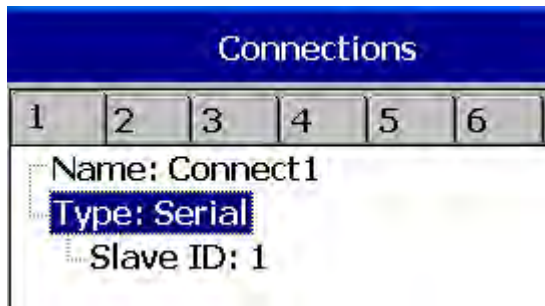 Connections
1 2 3 4 5 6
Name: Connect1
Type: Serial
Slave ID: 1